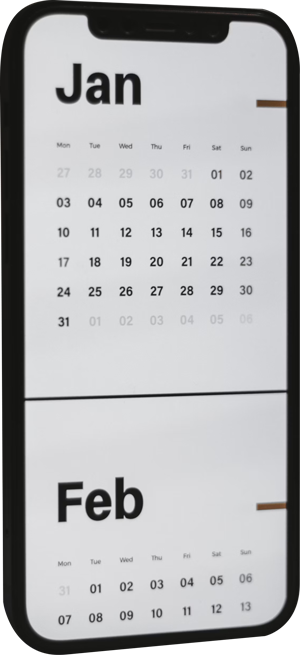 Jan
Mon Tue Wed Thu Fri Sat Sun
27 28 29 30 31 01 02
03 04 05 06 07 08 09
10 11 12 13 14 15 16
17 18 19 20 21 22 23
24 25 26 27 28 29 30
31 01 02 03 04 05 06
Feb
Mon Tue Wed Thu Fri Sat Sun
31 01 02 03 04 05 06
07 08 09 10 11 12 13